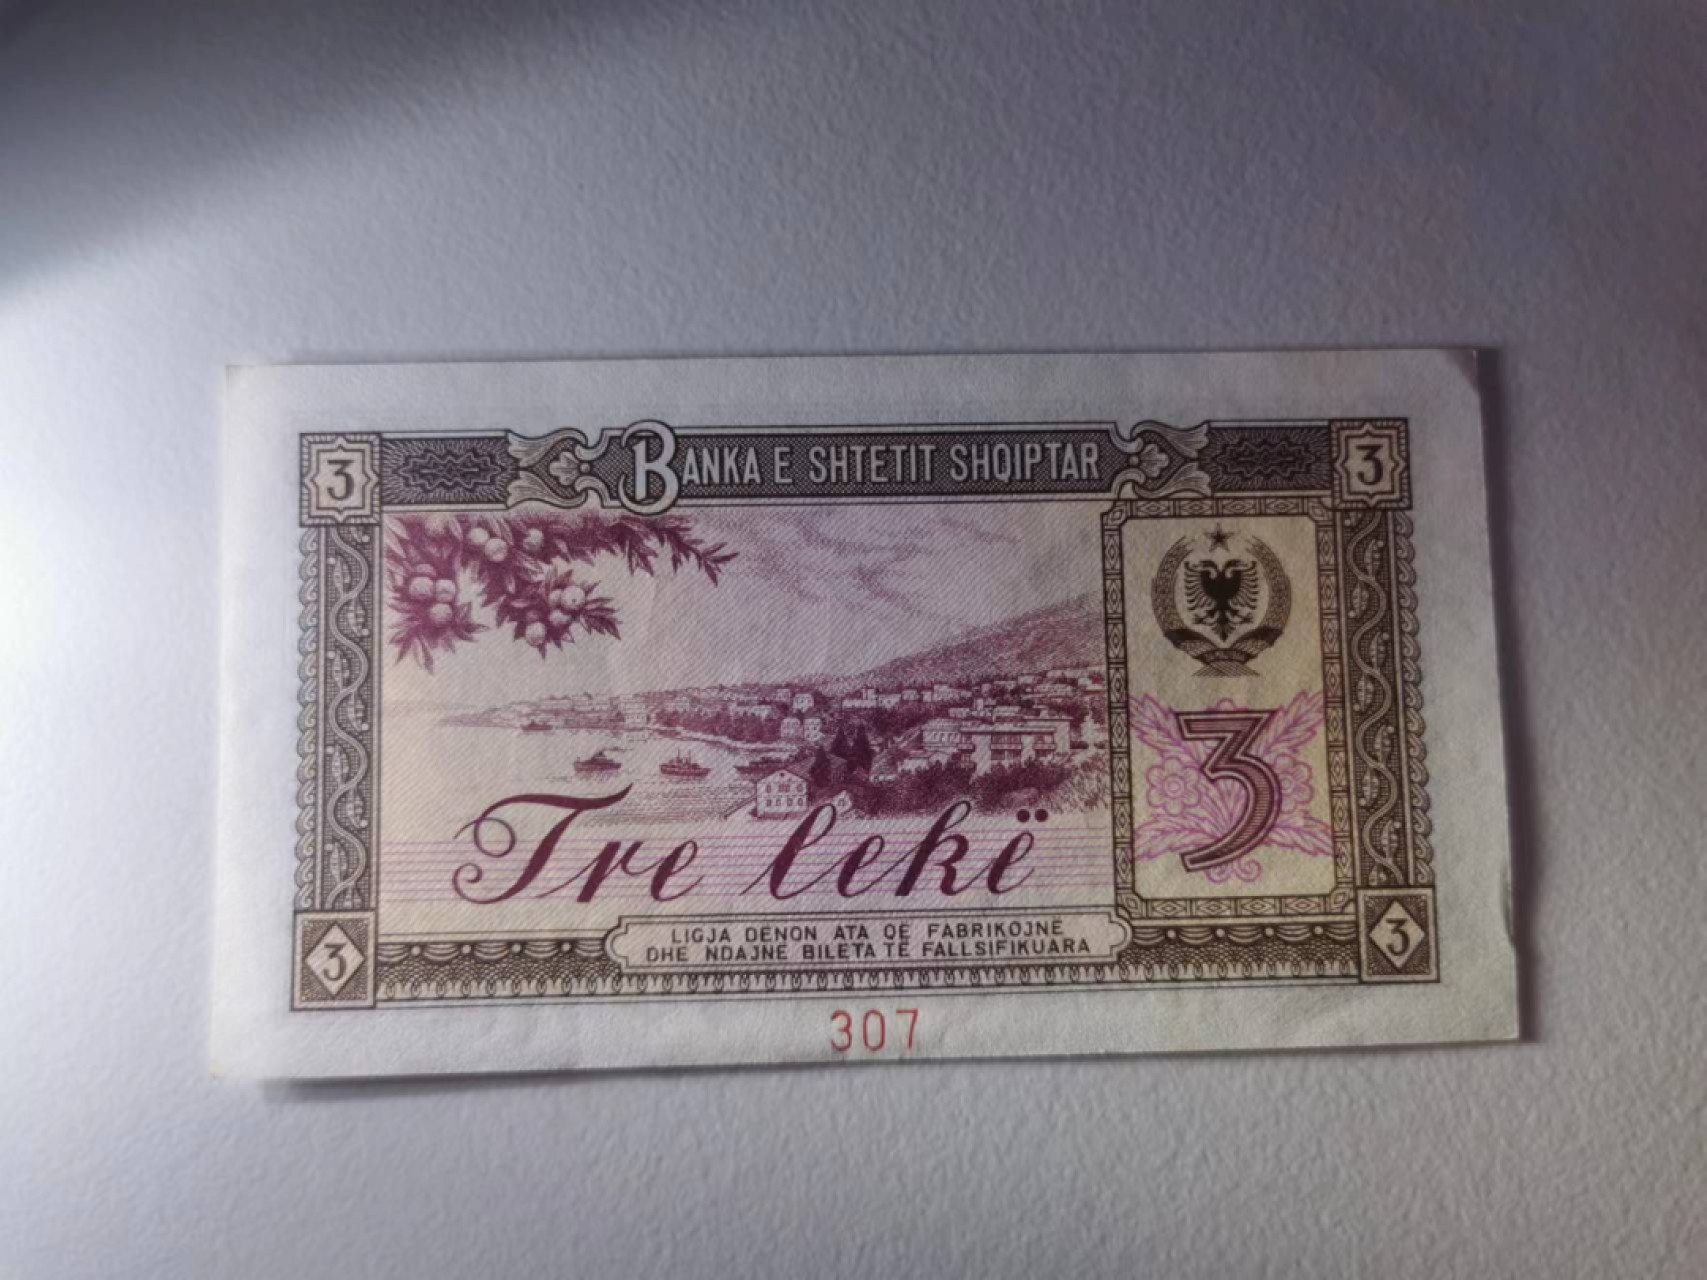 3 BANKA E SHTETIT SHQIPTAR 3
3
Tre lekë
3 LIGJA DËNON ATA QË FABRIKOJNË 3
DHE NDAJNË BILETA TË FALLSIFIKUARA
307